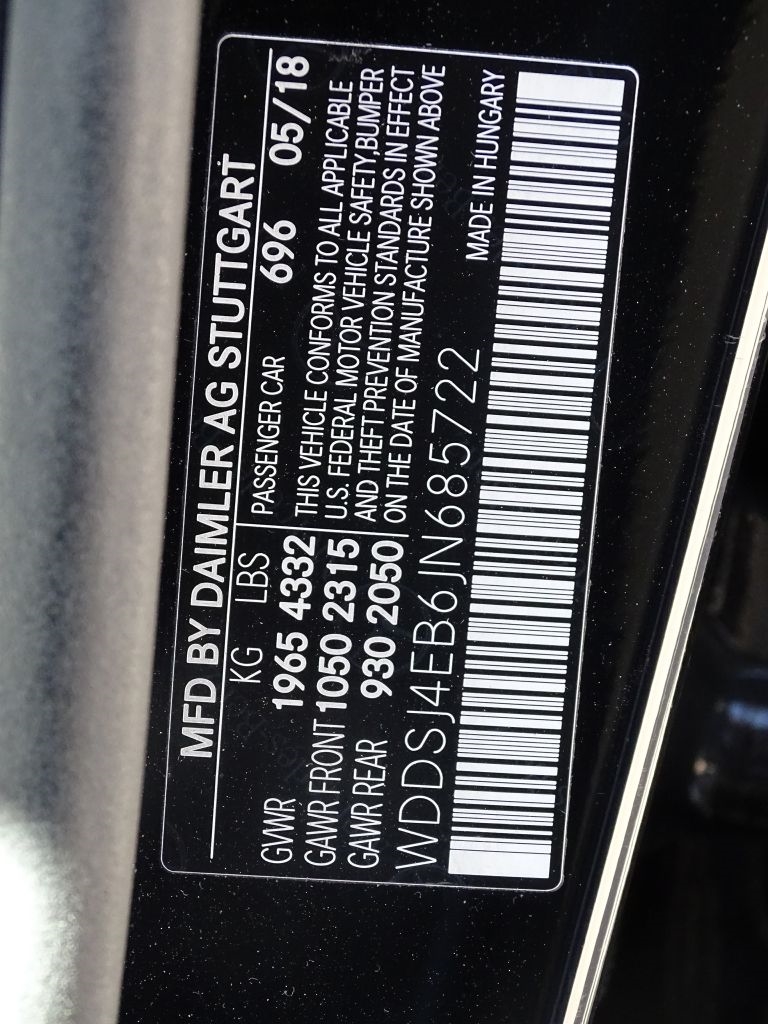 MFD BY DAIMLER AG STUTTGART
KG LBS
GVWR 1965 4332
GAWR FRONT 1050 2315
GAWR REAR 930 2050
PASSENGER CAR 696 05/18
THIS VEHICLE CONFORMS TO ALL APPLICABLE
U.S. FEDERAL MOTOR VEHICLE SAFETY,BUMPER
AND THEFT PREVENTION STANDARDS IN EFFECT
ON THE DATE OF MANUFACTURE SHOWN ABOVE
WDDSJ4EB6JN685722 MADE IN HUNGARY